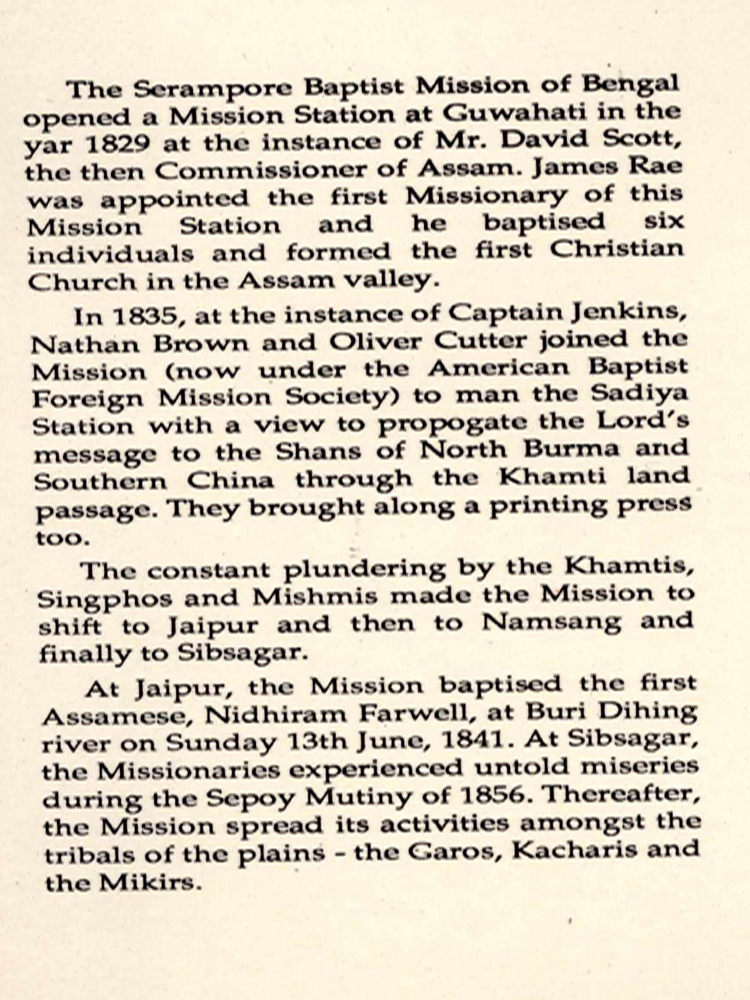 The Serampore Baptist Mission of Bengal
opened a Mission Station at Guwahati in the
yar 1829 at the instance of Mr. David Scott,
the then Commissioner of Assam. James Rae
was appointed the first Missionary of this
Mission Station and he baptised six
individuals and formed the first Christian
Church in the Assam valley.
In 1835, at the instance of Captain Jenkins,
Nathan Brown and Oliver Cutter joined the
Mission (now under the American Baptist
Foreign Mission Society) to man the Sadiya
Station with a view to propogate the Lord's
message to the Shans of North Burma and
Southern China through the Khamti land
passage. They brought along a printing press
too.
The constant plundering by the Khamtis,
Singphos and Mishmis made the Mission to
shift to Jaipur and then to Namsang and
finally to Sibsagar.
At Jaipur, the Mission baptised the first
Assamese, Nidhiram Farwell, at Buri Dihing
river on Sunday 13th June, 1841. At Sibsagar,
the Missionaries experienced untold miseries
during the Sepoy Mutiny of 1856. Thereafter,
the Mission spread its activities amongst the
tribals of the plains - the Garos, Kacharis and
the Mikirs.